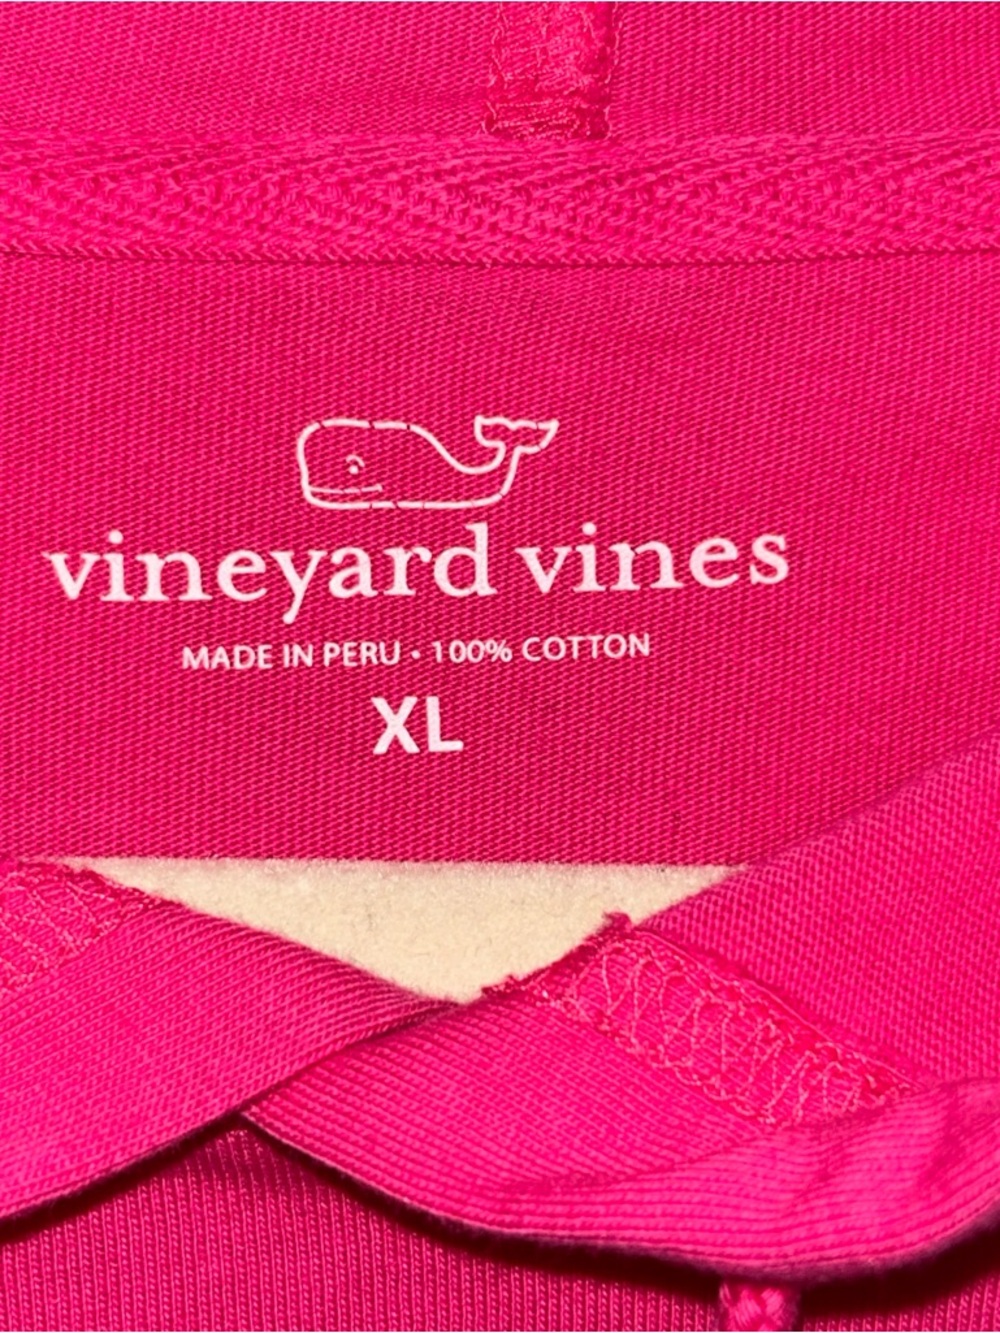 vineyard vines
MADE IN PERU • 100% COTTON
XL